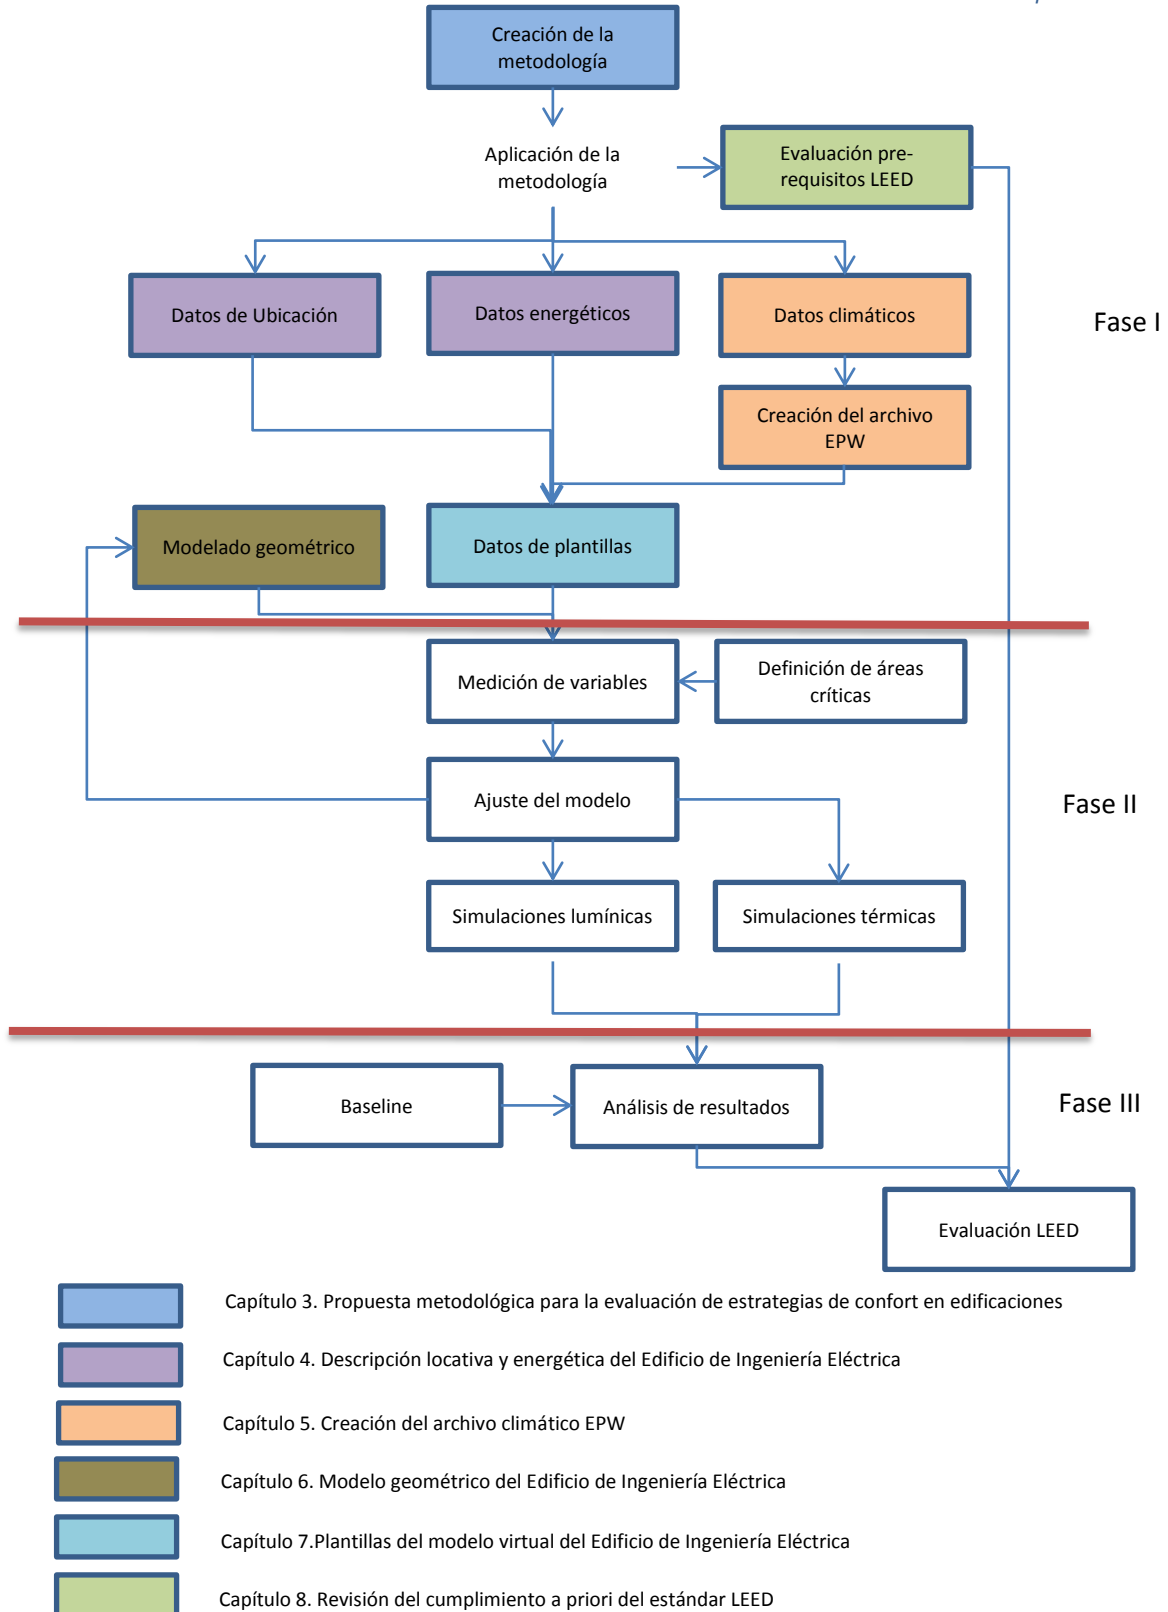 Creación de la
metodología
Aplicación de la
metodología
Evaluación pre-
requisitos LEED
Datos de Ubicación
Datos energéticos
Datos climáticos
Fase I
Creación del archivo
EPW
Modelado geométrico
Datos de plantillas
Medición de variables
Definición de áreas
críticas
Ajuste del modelo
Fase II
Simulaciones lumínicas
Simulaciones térmicas
Baseline
Análisis de resultados
Fase III
Evaluación LEED
Capítulo 3. Propuesta metodológica para la evaluación de estrategias de confort en edificaciones
Capítulo 4. Descripción locativa y energética del Edificio de Ingeniería Eléctrica
Capítulo 5. Creación del archivo climático EPW
Capítulo 6. Modelo geométrico del Edificio de Ingeniería Eléctrica
Capítulo 7.Plantillas del modelo virtual del Edificio de Ingeniería Eléctrica
Capítulo 8. Revisión del cumplimiento a priori del estándar LEED